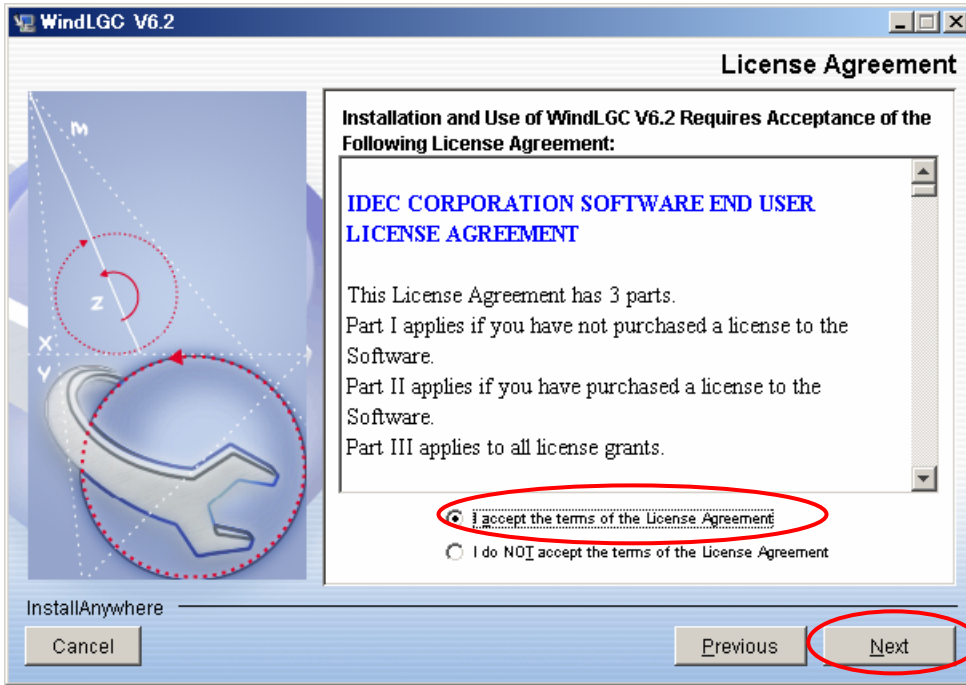 WindLGC V6.2
License Agreement
Installation and Use of WindLGC V6.2 Requires Acceptance of the
Following License Agreement:
IDEC CORPORATION SOFTWARE END USER
LICENSE AGREEMENT
This License Agreement has 3 parts.
Part I applies if you have not purchased a license to the
Software.
Part II applies if you have purchased a license to the
Software.
Part III applies to all license grants.
I accept the terms of the License Agreement
I do NOT accept the terms of the License Agreement
m
z
X
Y
InstallAnywhere
Cancel
Previous
Next